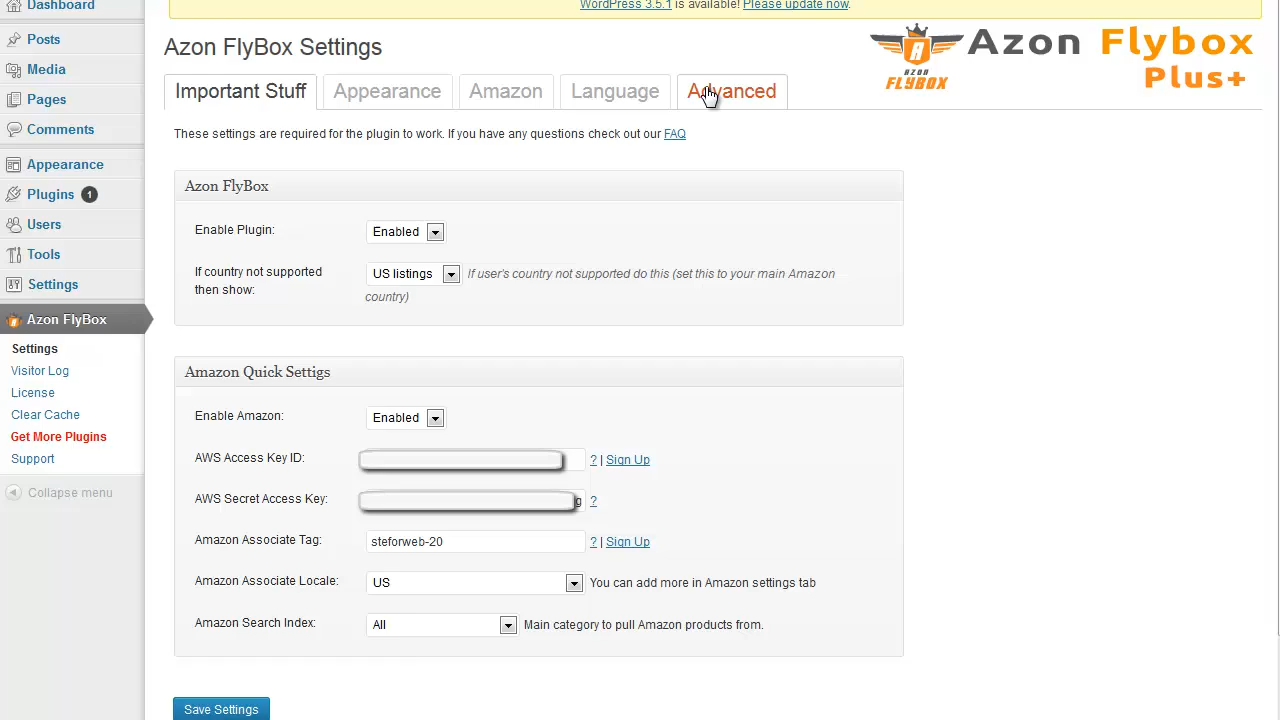 Dashboard
WordPress 3.5.1 is available! Please update now.
Posts
Media
Pages
Comments
Appearance
Plugins 1
Users
Tools
Settings
Azon FlyBox
Settings
Visitor Log
License
Clear Cache
Get More Plugins
Support
Collapse menu
Azon FlyBox Settings
AZON
FLYBOX
Azon Flybox
Plus+
Important Stuff Appearance Amazon Language Advanced
These settings are required for the plugin to work. If you have any questions check out our FAQ
Azon FlyBox
Enable Plugin: Enabled
If country not supported
then show: US listings If user's country not supported do this (set this to your main Amazon
country)
Amazon Quick Settigs
Enable Amazon: Enabled
AWS Access Key ID: ? | Sign Up
AWS Secret Access Key: g ?
Amazon Associate Tag: steforweb-20 ? | Sign Up
Amazon Associate Locale: US You can add more in Amazon settings tab
Amazon Search Index: All Main category to pull Amazon products from.
Save Settings